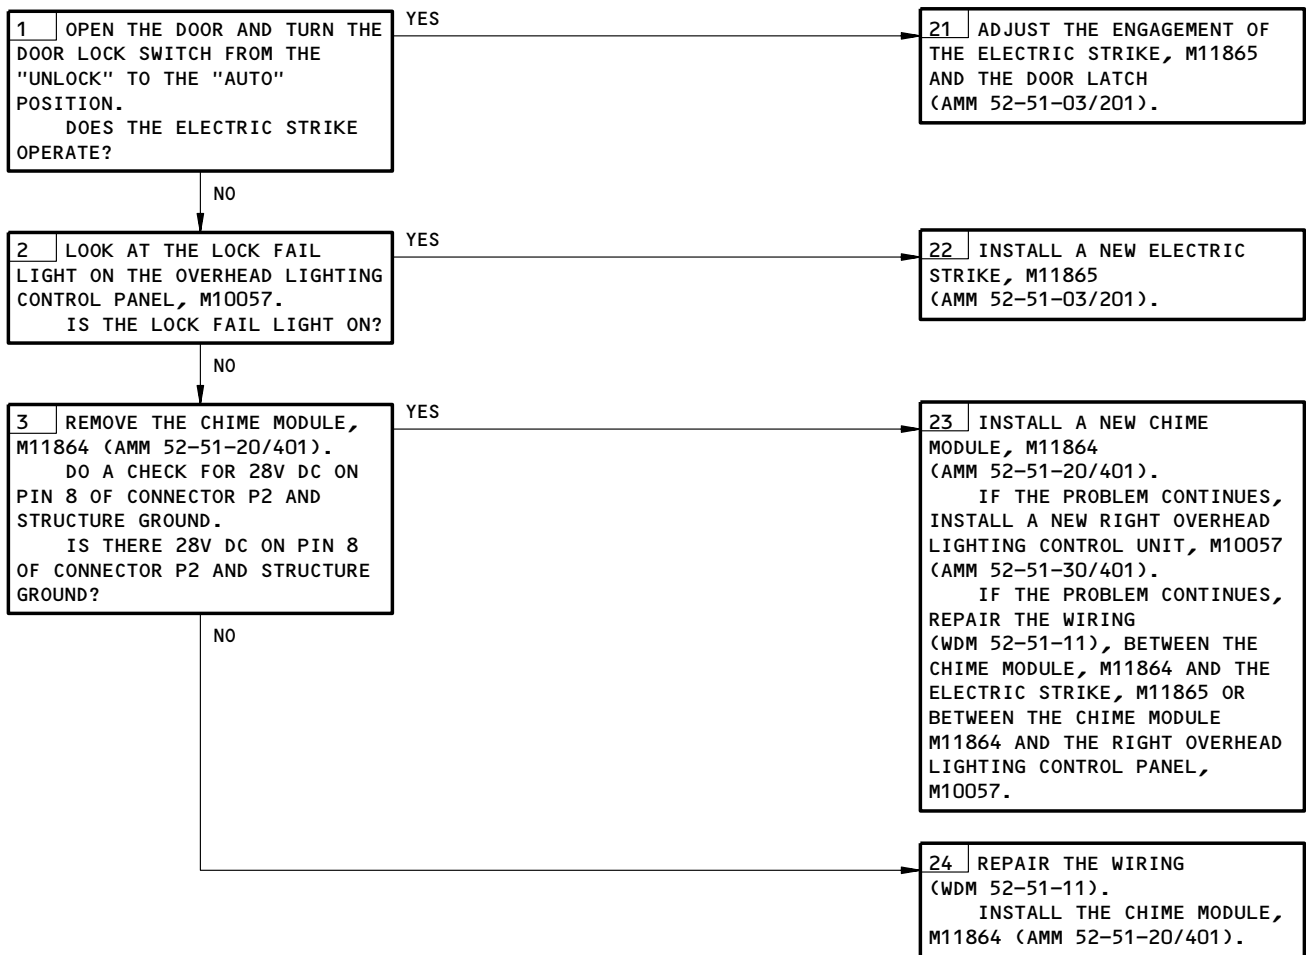 1 OPEN THE DOOR AND TURN THE
DOOR LOCK SWITCH FROM THE
"UNLOCK" TO THE "AUTO"
POSITION.
DOES THE ELECTRIC STRIKE
OPERATE?
YES
21 ADJUST THE ENGAGEMENT OF
THE ELECTRIC STRIKE, M11865
AND THE DOOR LATCH
(AMM 52-51-03/201).
NO
2 LOOK AT THE LOCK FAIL
LIGHT ON THE OVERHEAD LIGHTING
CONTROL PANEL, M10057.
IS THE LOCK FAIL LIGHT ON?
YES
22 INSTALL A NEW ELECTRIC
STRIKE, M11865
(AMM 52-51-03/201).
NO
3 REMOVE THE CHIME MODULE,
M11864 (AMM 52-51-20/401).
DO A CHECK FOR 28V DC ON
PIN 8 OF CONNECTOR P2 AND
STRUCTURE GROUND.
IS THERE 28V DC ON PIN 8
OF CONNECTOR P2 AND STRUCTURE
GROUND?
YES
23 INSTALL A NEW CHIME
MODULE, M11864
(AMM 52-51-20/401).
IF THE PROBLEM CONTINUES,
INSTALL A NEW RIGHT OVERHEAD
LIGHTING CONTROL UNIT, M10057
(AMM 52-51-30/401).
IF THE PROBLEM CONTINUES,
REPAIR THE WIRING
(WDM 52-51-11), BETWEEN THE
CHIME MODULE, M11864 AND THE
ELECTRIC STRIKE, M11865 OR
BETWEEN THE CHIME MODULE
M11864 AND THE RIGHT OVERHEAD
LIGHTING CONTROL PANEL,
M10057.
NO
24 REPAIR THE WIRING
(WDM 52-51-11).
INSTALL THE CHIME MODULE,
M11864 (AMM 52-51-20/401).